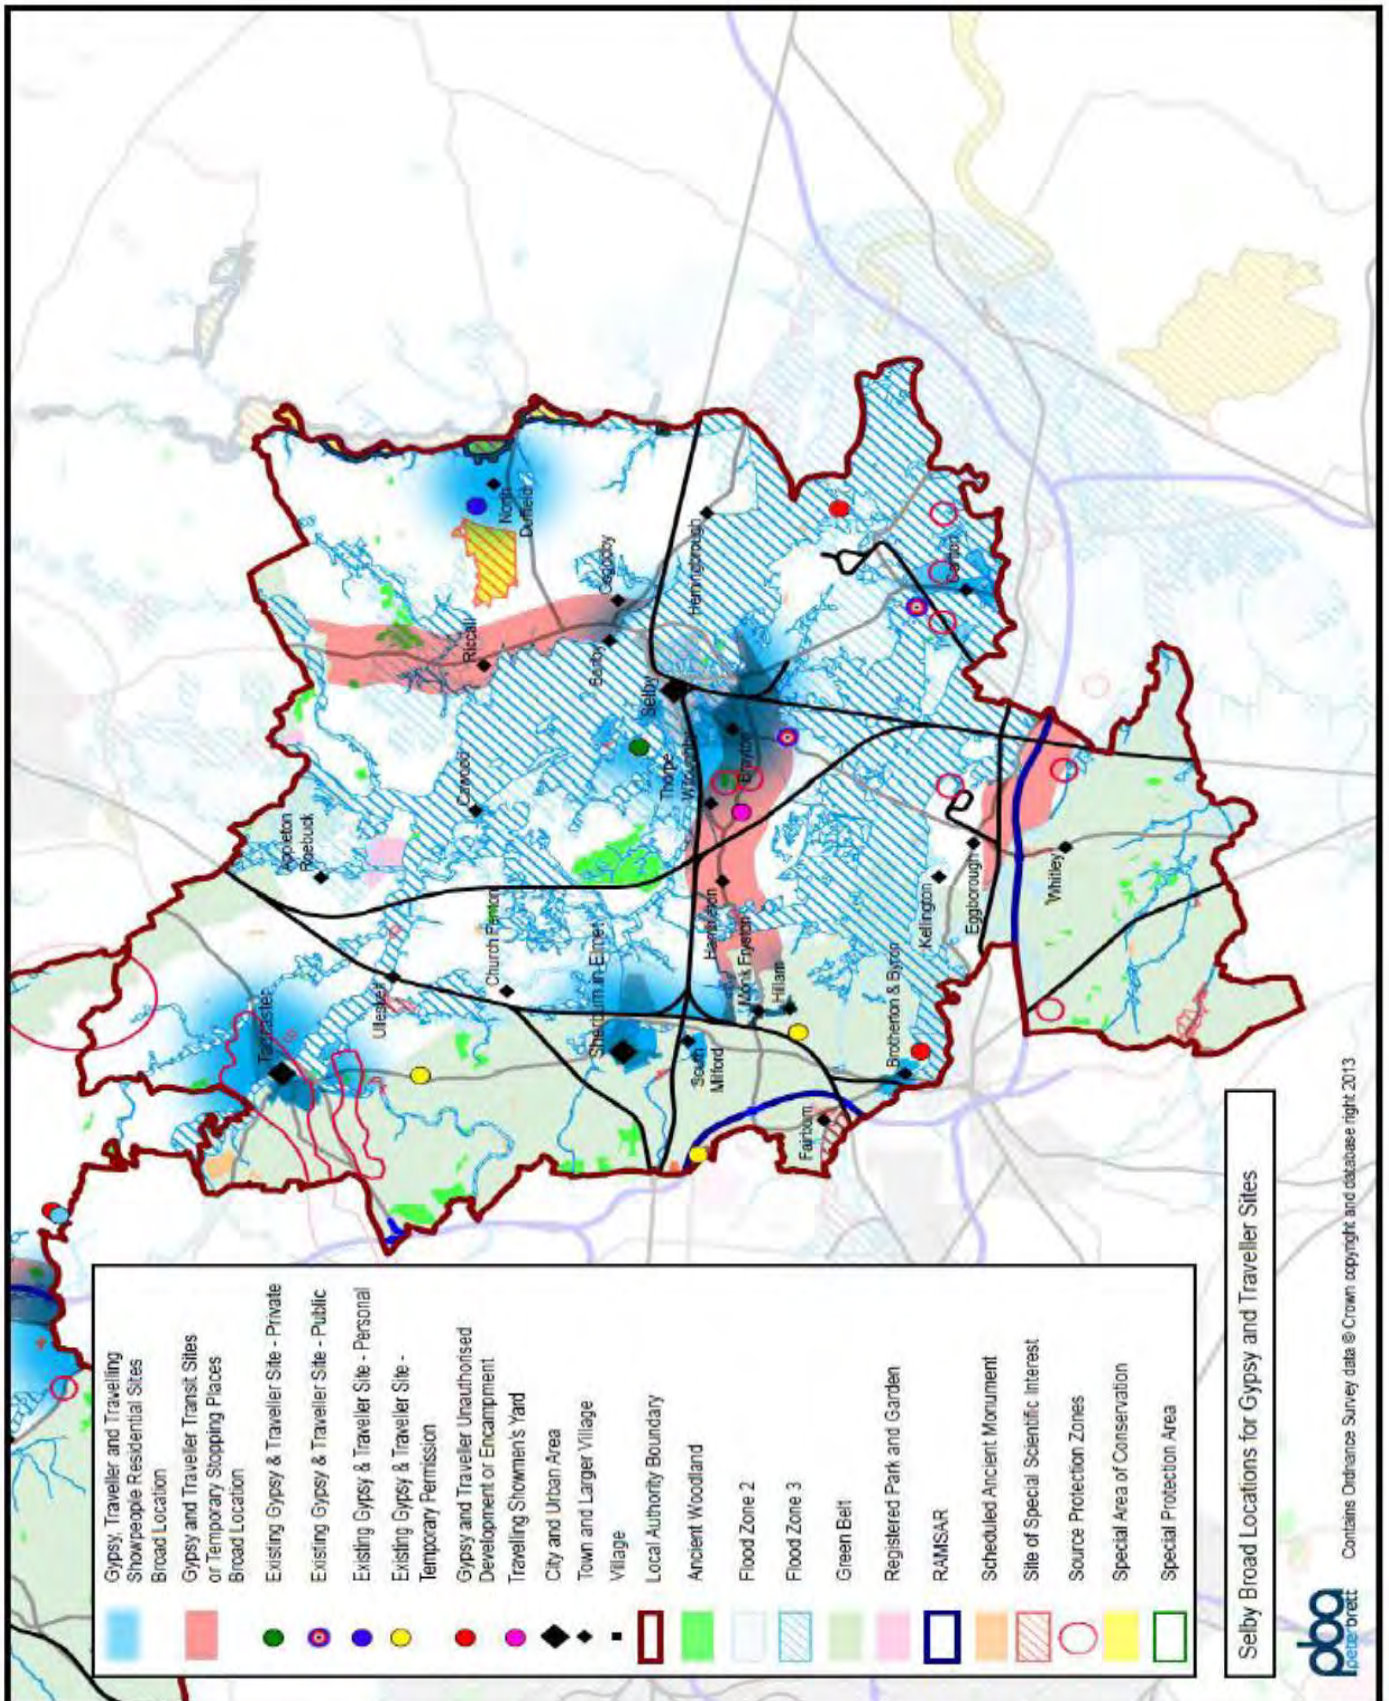 Gypsy, Traveller and Travelling
Showpeople Residential Sites
Broad Location
Gypsy and Traveller Transit Sites
or Temporary Stopping Places
Broad Location
Existing Gypsy & Traveller Site - Private
Existing Gypsy & Traveller Site - Public
Existing Gypsy & Traveller Site - Personal
Existing Gypsy & Traveller Site -
Temporary Permission
Gypsy and Traveller Unauthorised
Development or Encampment
Traveling Showmen's Yard
City and Urban Area
Town and Larger Village
Village
Local Authority Boundary
Ancient Woodland
Flood Zone 2
Flood Zone 3
Green Belt
Registered Park and Garden
RAMSAR
Scheduled Ancient Monument
Site of Special Scientific Interest
Source Protection Zones
Special Area of Conservation
Special Protection Area
Tadcaster
Ulleskelf
Appleton
Roebuck
Church Fenton
Cawood
Riccall
North
Duffield
Sherburn in Elmet
South
Milford
Monk Fryston
Hillam
Hambleton
Thorpe
Willoughby
Brayton
Selby
Barlby
Osgodby
Hemingbrough
Fairburn
Brotherton & Byram
Kellington
Eggborough
Whitley
Carlton
Selby Broad Locations for Gypsy and Traveller Sites
pba
peterbrett
Contains Ordnance Survey data © Crown copyright and database right 2013